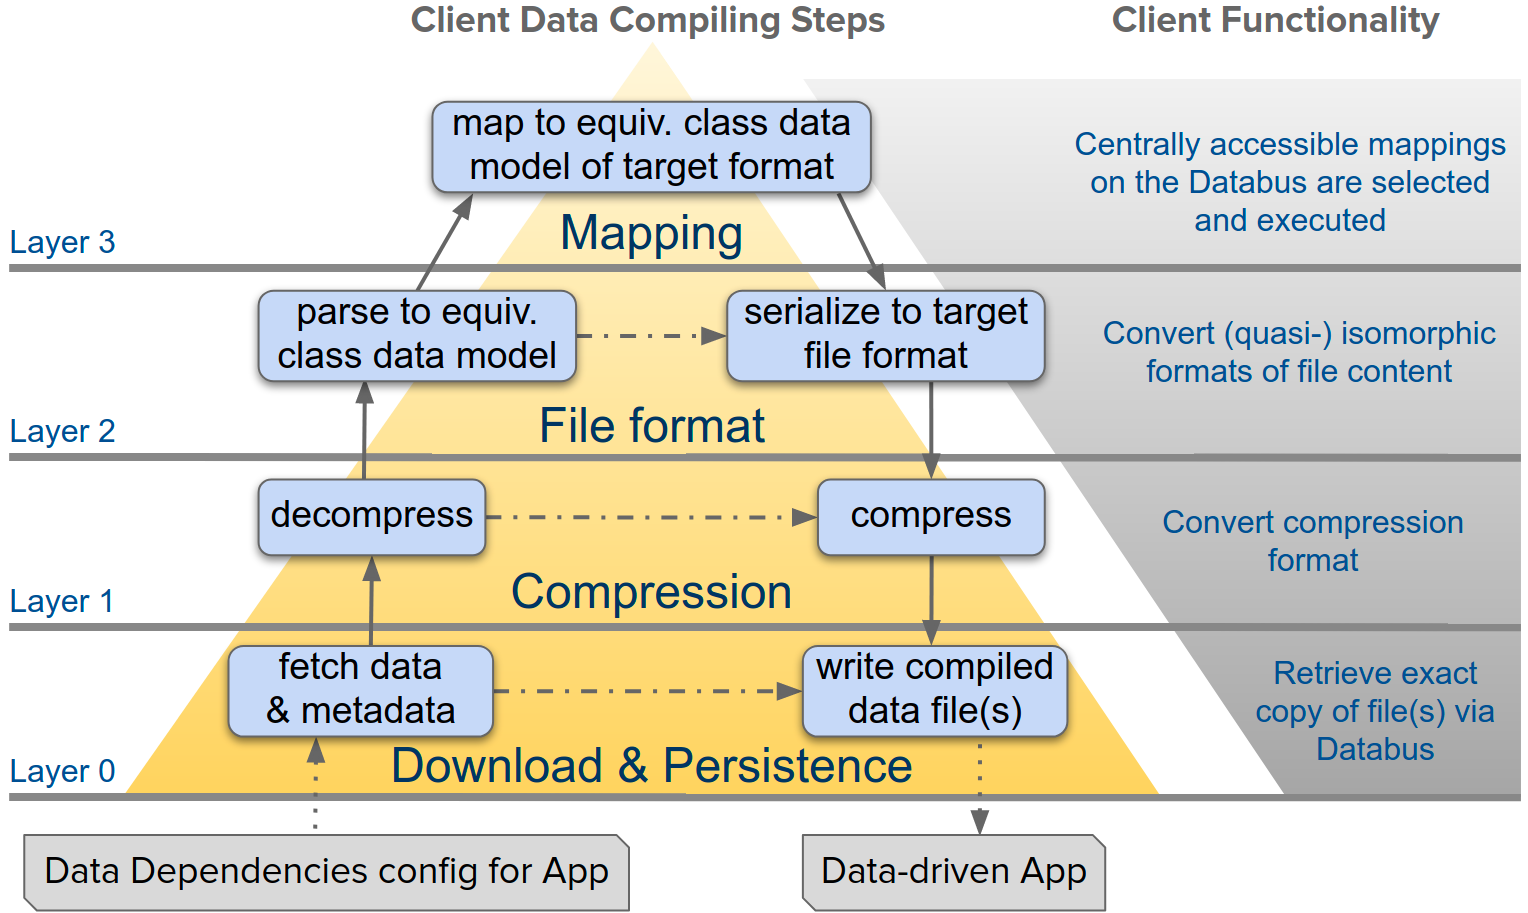 Client Data Compiling Steps
Client Functionality
map to equiv. class data
model of target format
Centrally accessible mappings
on the Databus are selected
and executed
Mapping
Layer 3
parse to equiv.
class data model
serialize to target
file format
Convert (quasi-) isomorphic
formats of file content
File format
Layer 2
decompress
compress
Convert compression
format
Compression
Layer 1
fetch data
& metadata
write compiled
data file(s)
Retrieve exact
copy of file(s) via
Databus
Download & Persistence
Layer 0
Data Dependencies config for App
Data-driven App